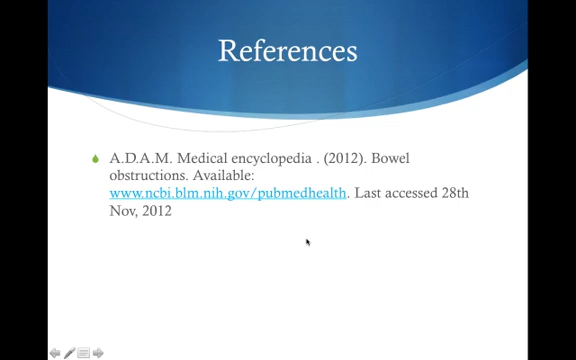 References
A.D.A.M. Medical encyclopedia . (2012). Bowel
obstructions. Available:
www.ncbi.blm.nih.gov/pubmedhealth. Last accessed 28th
Nov, 2012